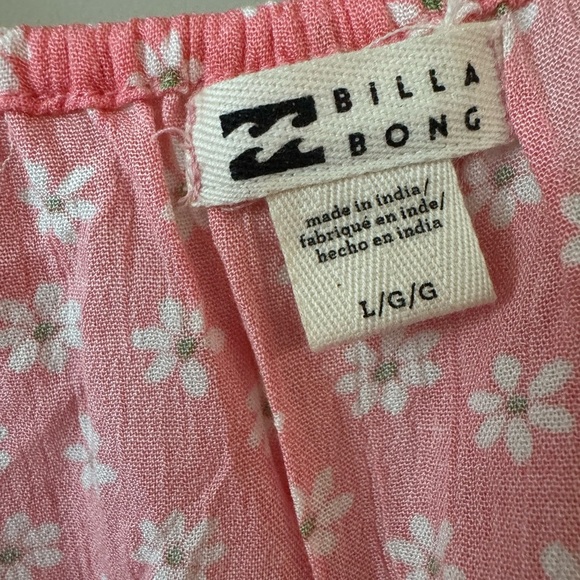 BILLA
BONG
made in india/
fabriqué en inde/
hecho en india
L/G/G